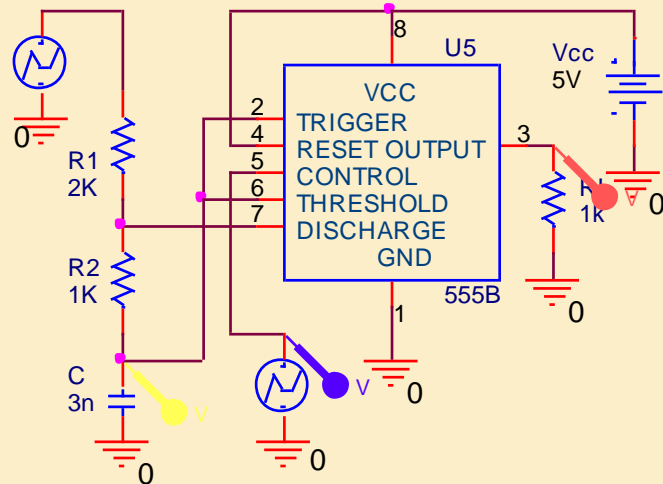 8
U5
Vcc
5V
VCC
0
2
TRIGGER
3
R1
2K
4
RESET OUTPUT
5
CONTROL
6
THRESHOLD
1k
V
0
7
DISCHARGE
GND
R2
1K
555B
1
0
C
3n
V
V
0
0
0